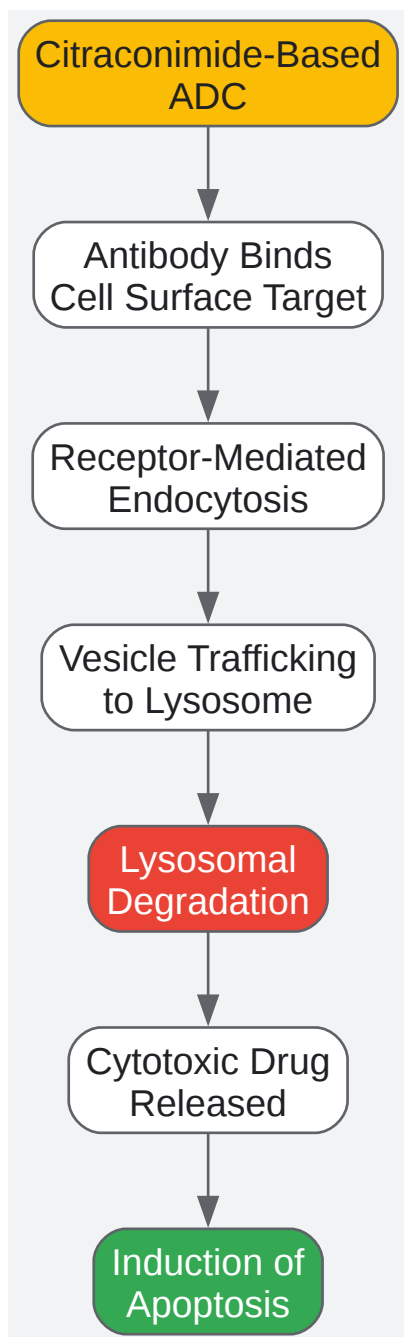 Citraconimide-Based
ADC
Antibody Binds
Cell Surface Target
Receptor-Mediated
Endocytosis
Vesicle Trafficking
to Lysosome
Lysosomal
Degradation
Cytotoxic Drug
Released
Induction of
Apoptosis